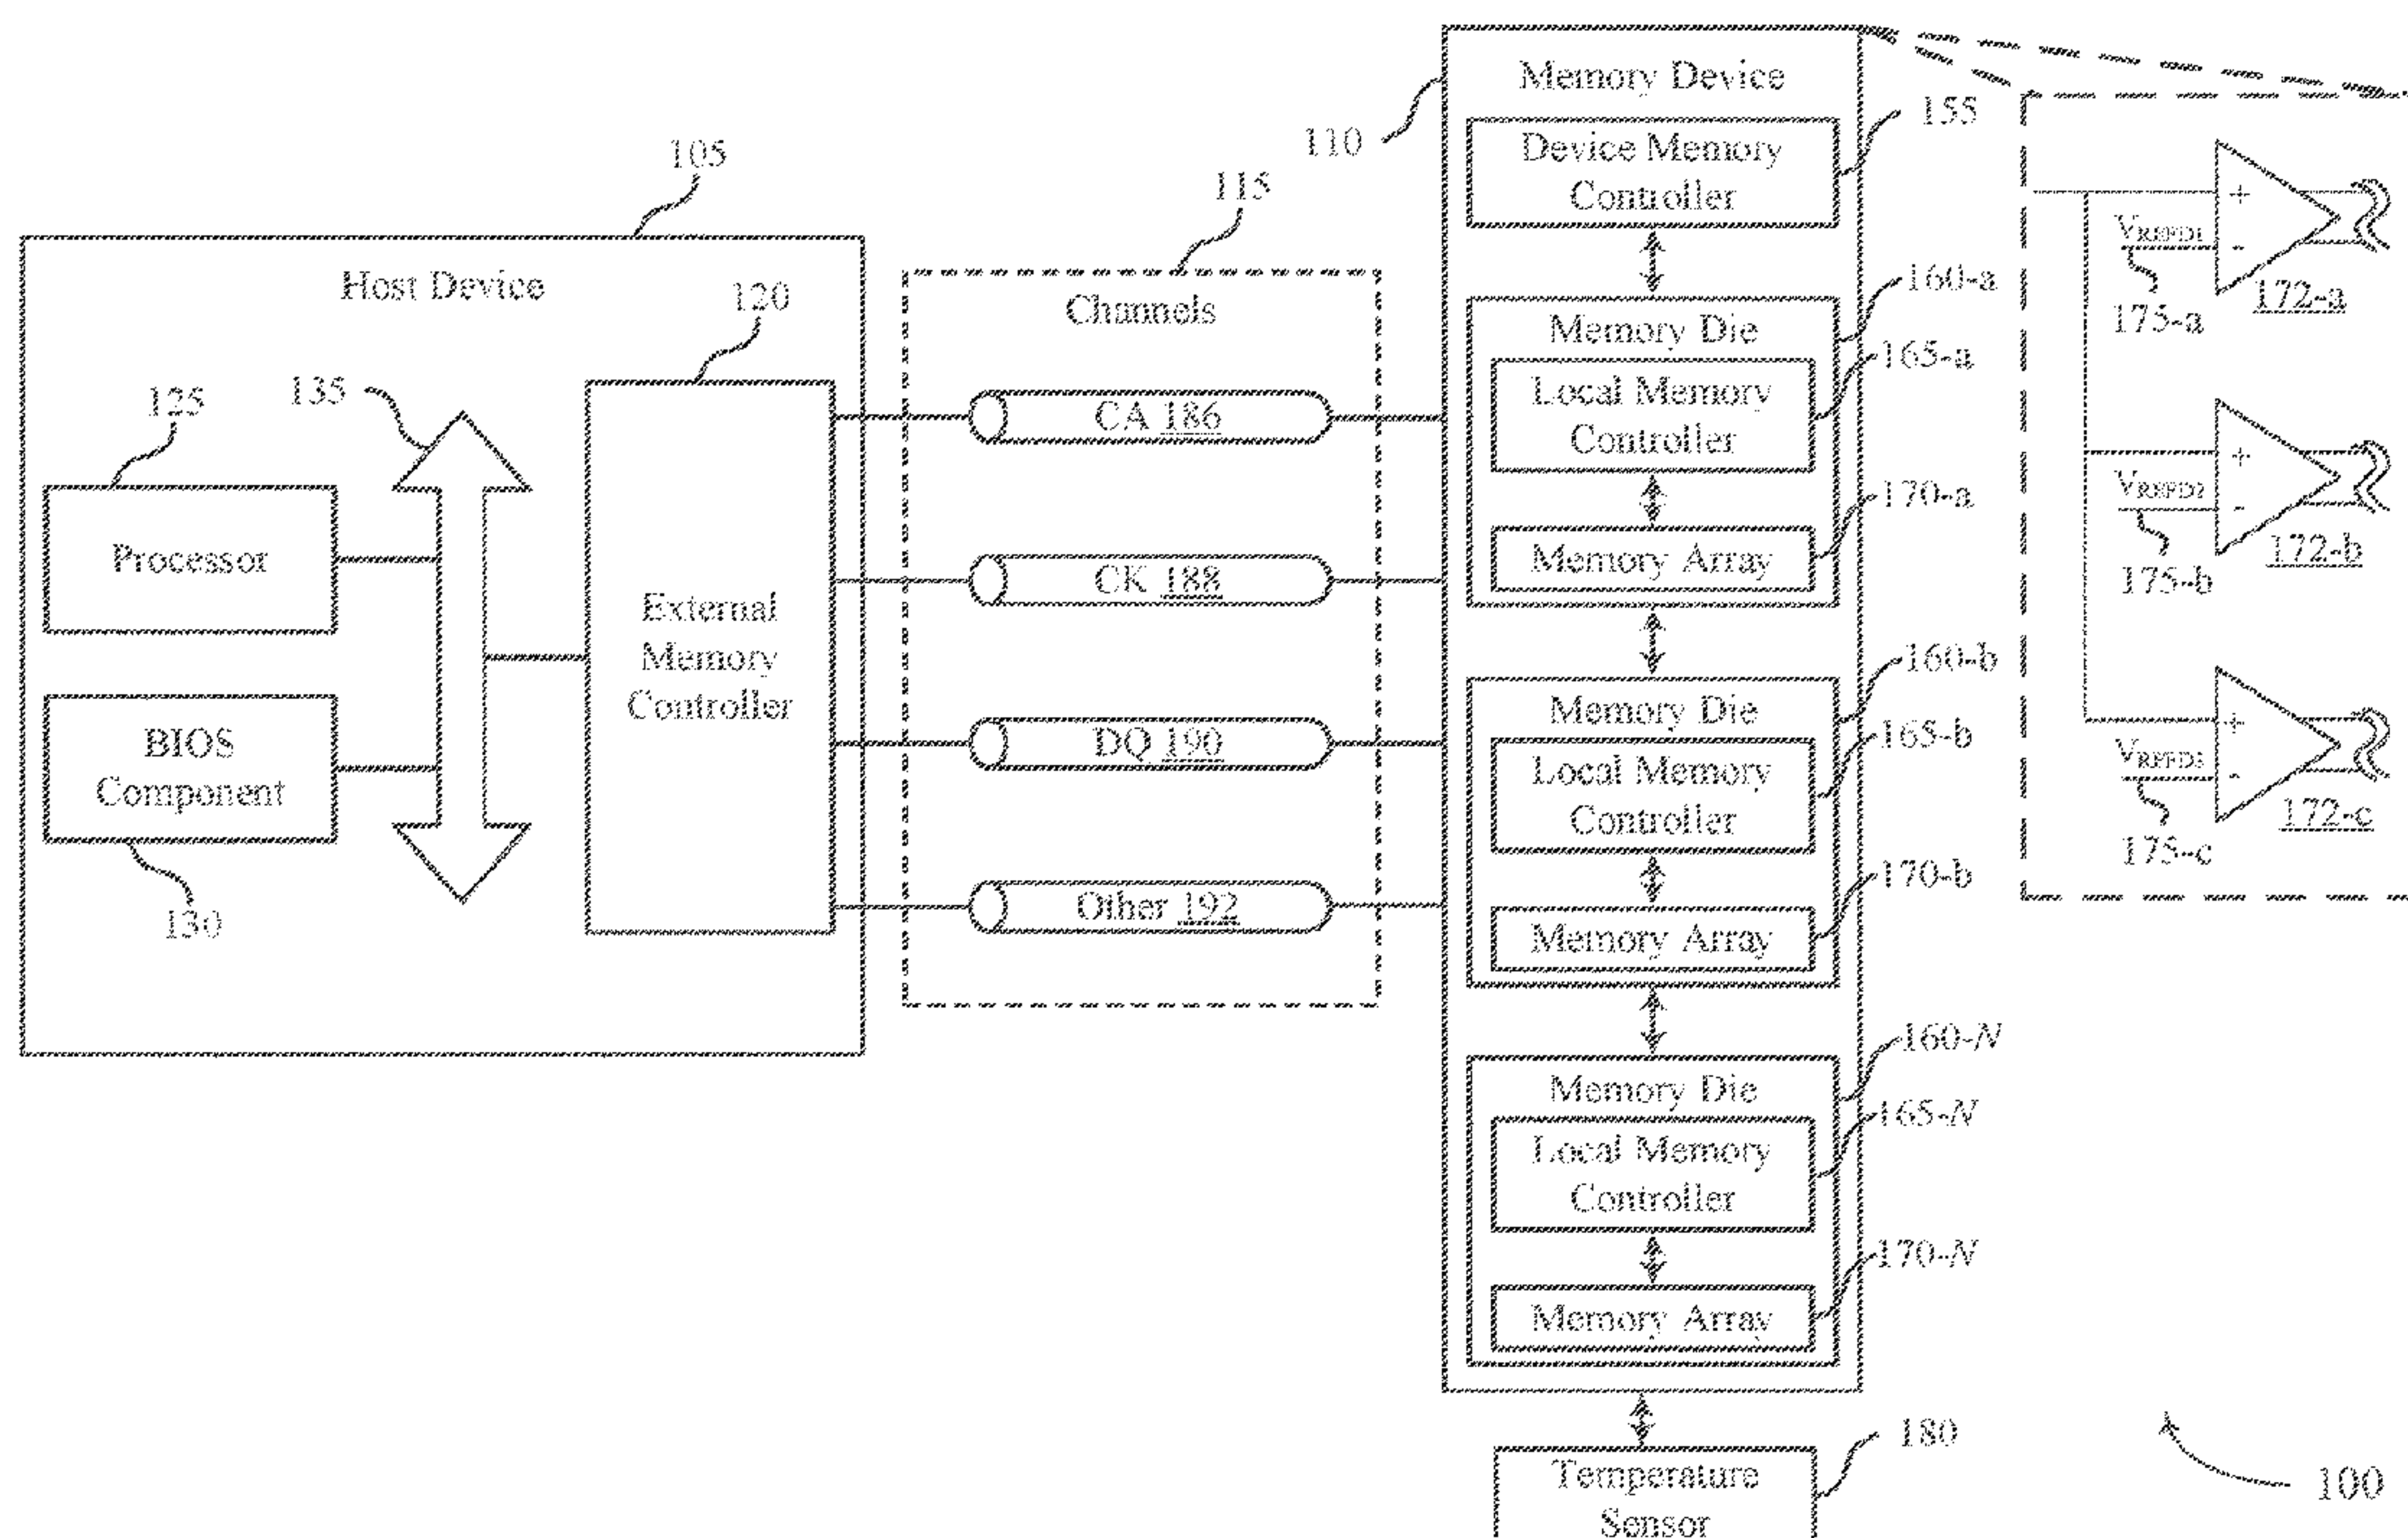 105
Host Device
120
125
135
Processor
BIOS
Component
130
External
Memory
Controller
115
Channels
CA 186
CK 188
DQ 190
Other 192
110
Memory Device
155
Device Memory
Controller
160-a
Memory Die
165-a
Local Memory
Controller
170-a
Memory Array
160-b
Memory Die
165-b
Local Memory
Controller
170-b
Memory Array
160-N
Memory Die
165-N
Local Memory
Controller
170-N
Memory Array
180
Temperature
Sensor
+
VREFD1
-
175-a
172-a
+
VREFD2
-
175-b
172-b
+
VREFD3
-
175-c
172-c
100